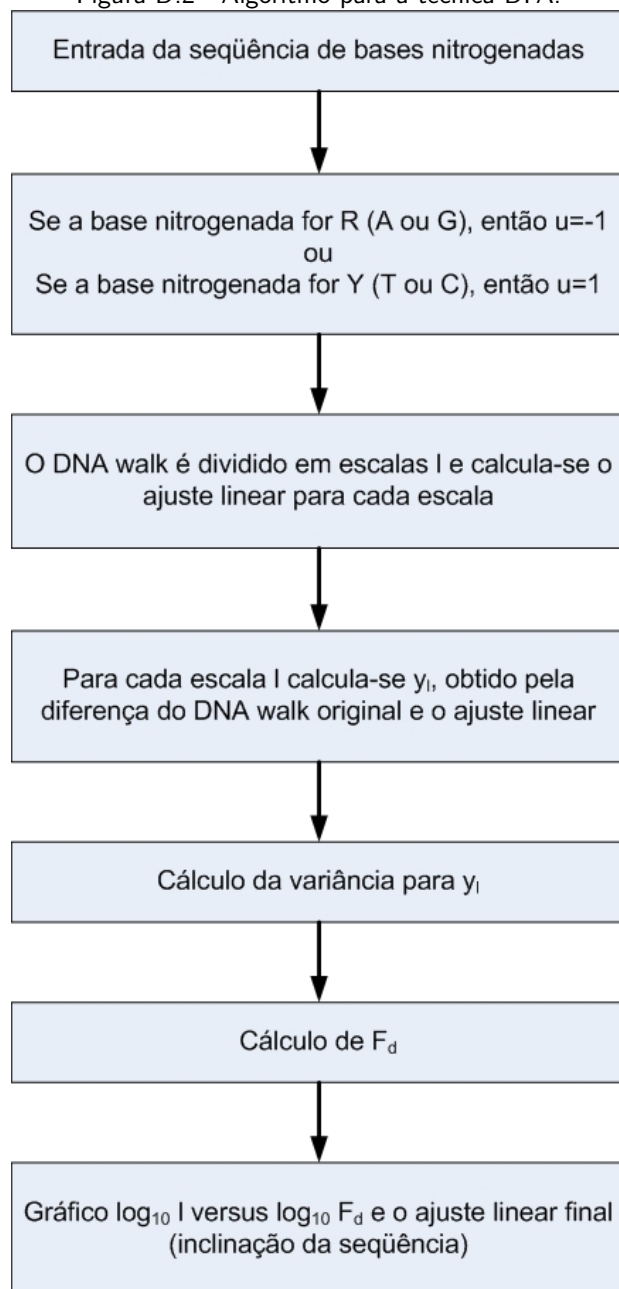 Figura D.2 - Algoritmo para a técnica DFA.
Entrada da seqüência de bases nitrogenadas
Se a base nitrogenada for R (A ou G), então u=-1
ou
Se a base nitrogenada for Y (T ou C), então u=1
O DNA walk é dividido em escalas l e calcula-se o
ajuste linear para cada escala
Para cada escala l calcula-se yₗ, obtido pela
diferença do DNA walk original e o ajuste linear
Cálculo da variância para yₗ
Cálculo de F_d
Gráfico log₁₀ l versus log₁₀ F_d e o ajuste linear final
(inclinação da seqüência)